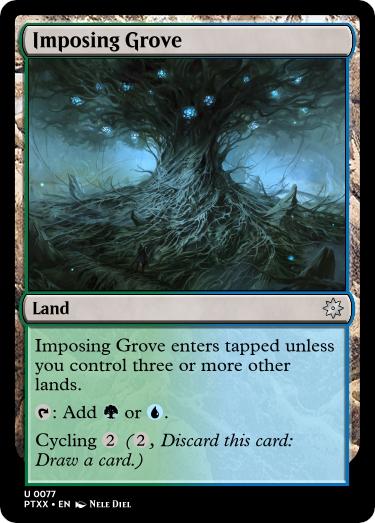 Imposing Grove
Land
Imposing Grove enters tapped unless
you control three or more other
lands.
: Add or .
Cycling 2 (2, Discard this card:
Draw a card.)
U 0077
PTXX • EN Nele Diel